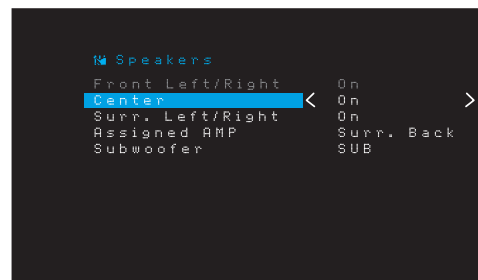 Speakers
Front Left/Right On
Center < On >
Surr. Left/Right On
Assigned AMP Surr. Back
Subwoofer SUB